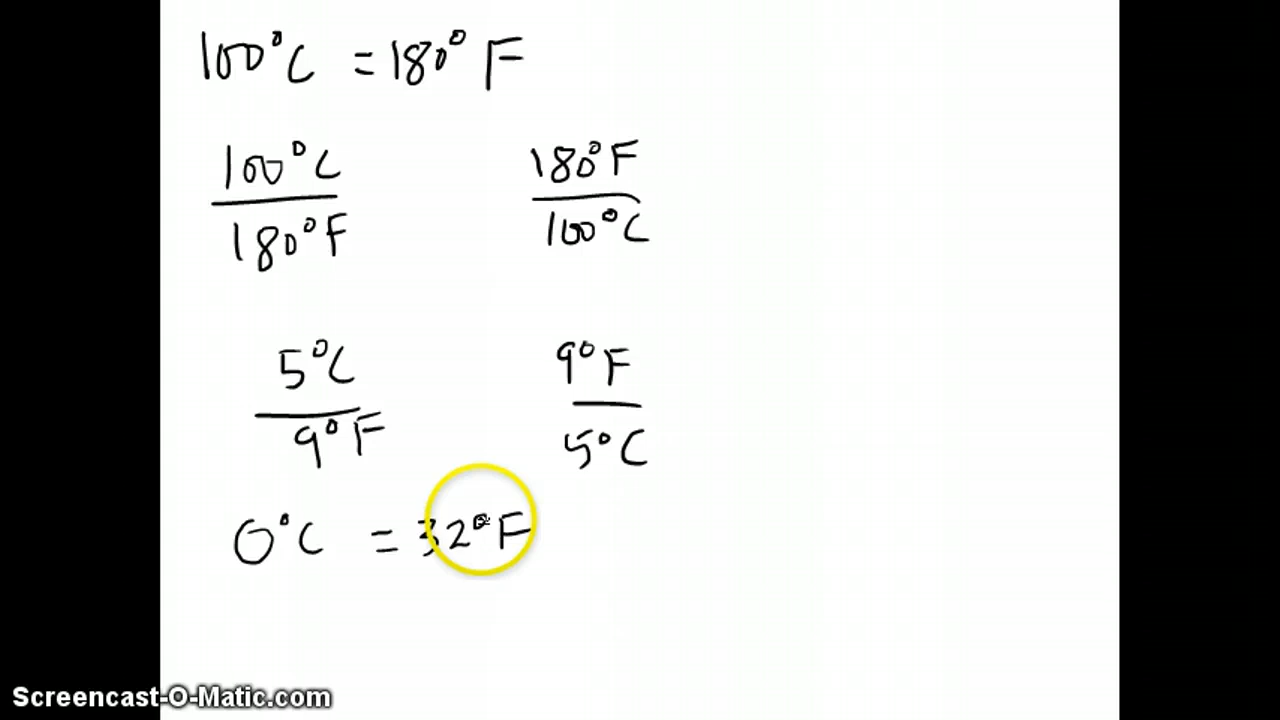 100°C = 180° F
100°C 180°F
180°F 100°C
5°C 9°F
9°F 5°C
0°C = 32°F
Screencast-O-Matic.com